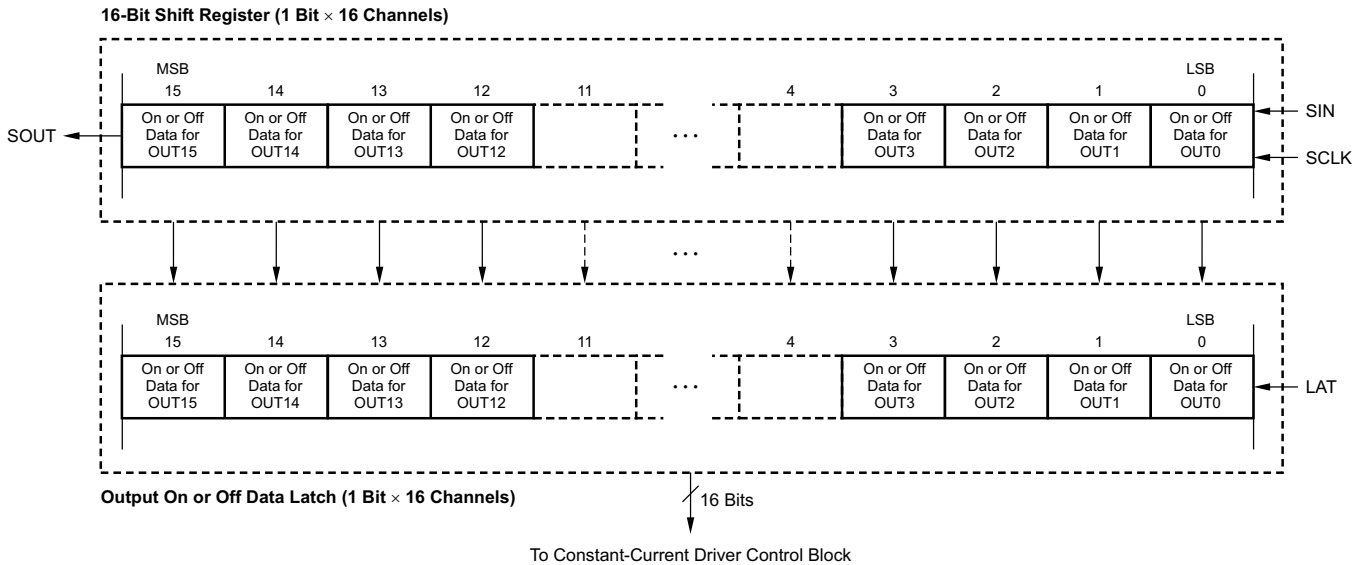 16-Bit Shift Register (1 Bit × 16 Channels)
MSB LSB
15 14 13 12 11 4 3 2 1 0
SOUT
On or Off Data for OUT15
On or Off Data for OUT14
On or Off Data for OUT13
On or Off Data for OUT12
...
On or Off Data for OUT3
On or Off Data for OUT2
On or Off Data for OUT1
On or Off Data for OUT0
SIN
SCLK
...
MSB LSB
15 14 13 12 11 4 3 2 1 0
On or Off Data for OUT15
On or Off Data for OUT14
On or Off Data for OUT13
On or Off Data for OUT12
...
On or Off Data for OUT3
On or Off Data for OUT2
On or Off Data for OUT1
On or Off Data for OUT0
LAT
Output On or Off Data Latch (1 Bit × 16 Channels)
16 Bits
To Constant-Current Driver Control Block